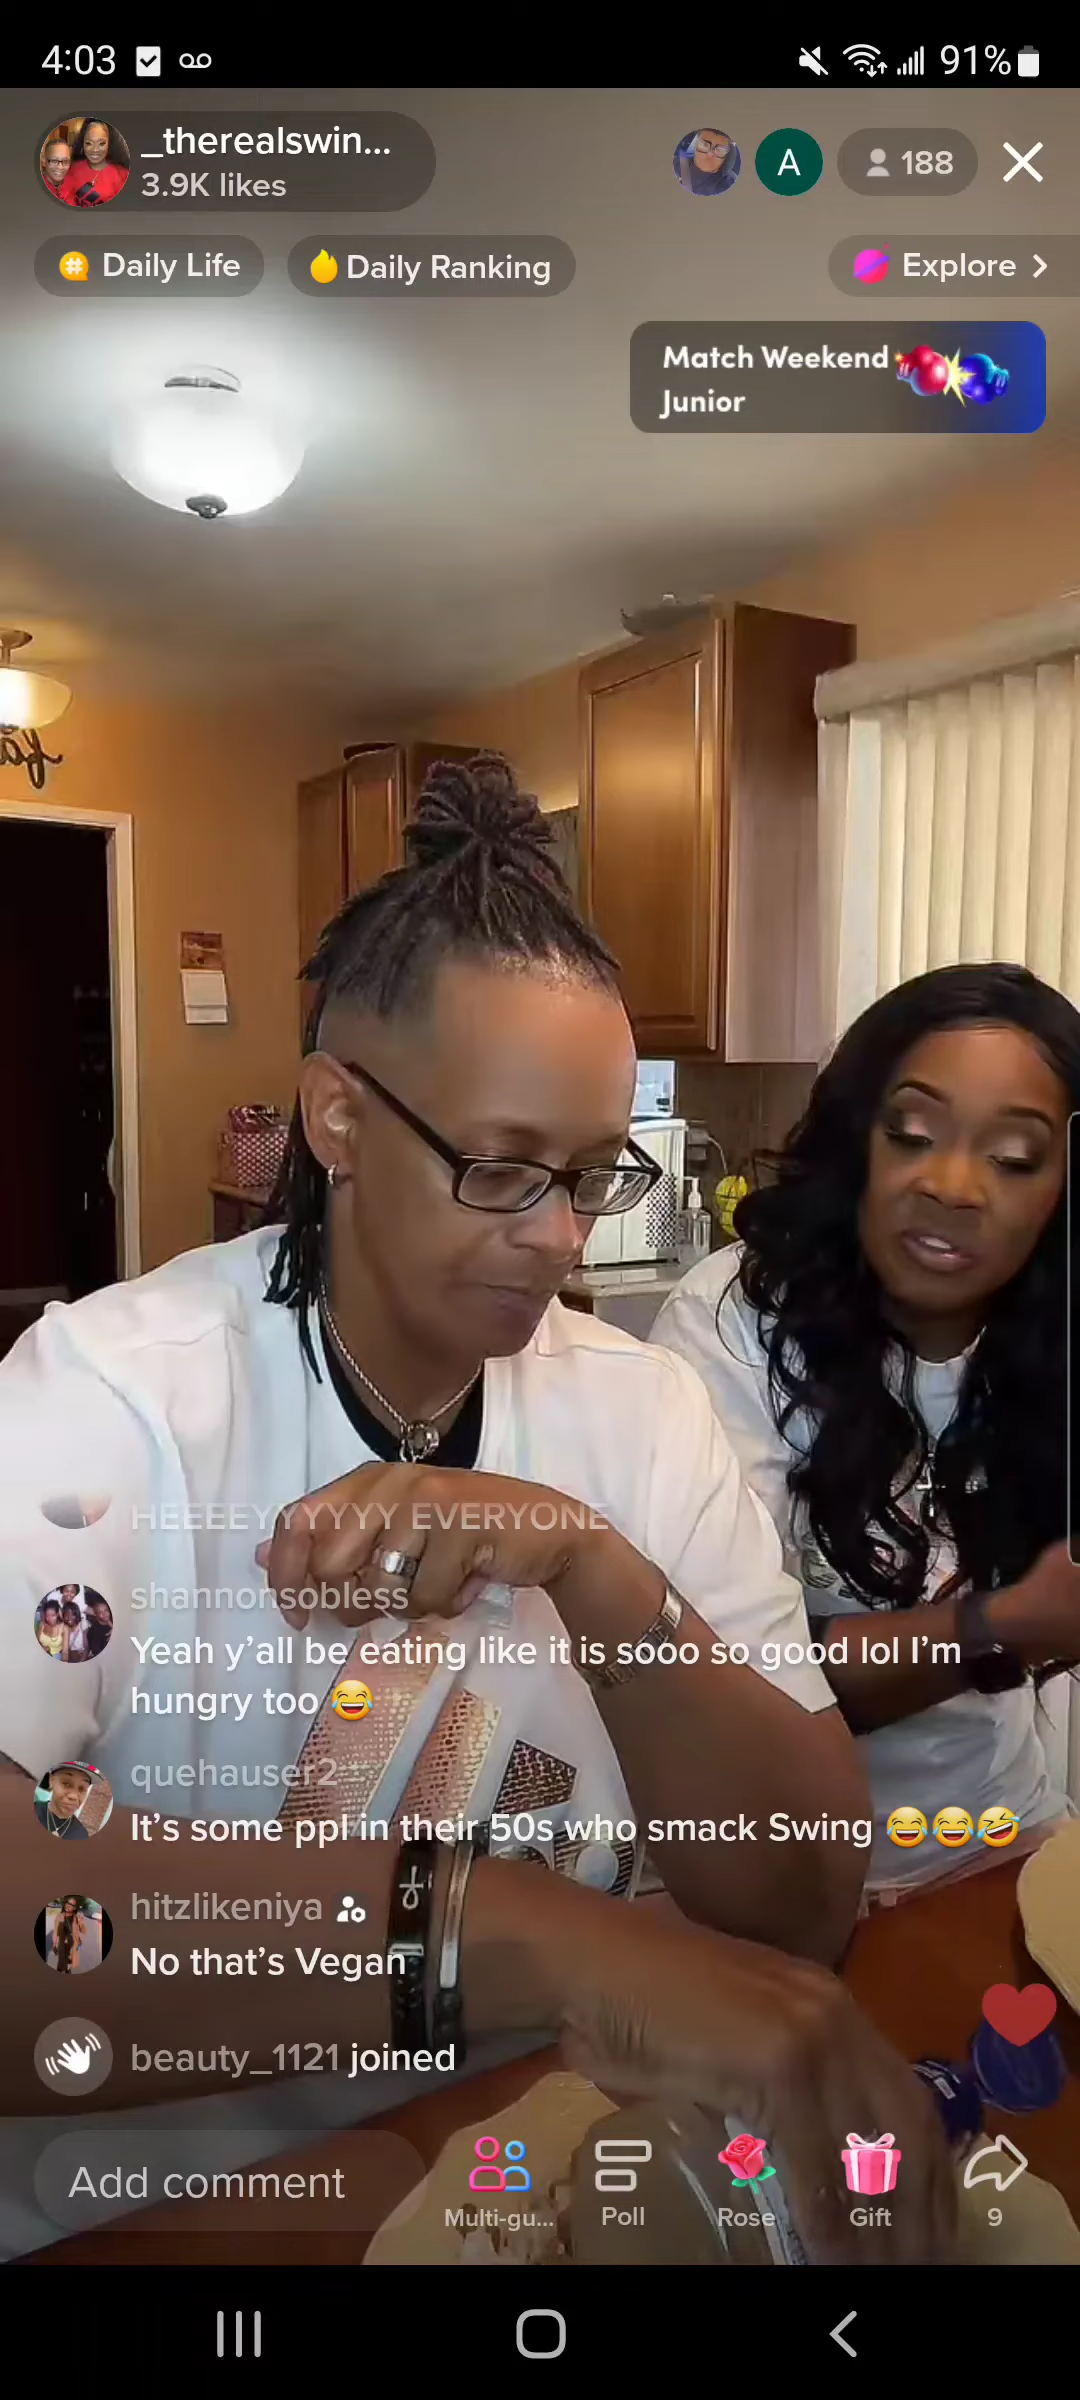 4:03
91%
_therealswin...
3.9K likes
A
188
Daily Life
Daily Ranking
Explore >
Match Weekend
Junior
HEEEEYYYYYY EVERYONE
shannonsobless
Yeah y’all be eating like it is sooo so good lol I’m
hungry too 😂
quehauser2
It’s some ppl in their 50s who smack Swing 😂😂🤣
hitzlikeniya
No that’s Vegan
beauty_1121 joined
Add comment
Multi-gu...
Poll
Rose
Gift
9